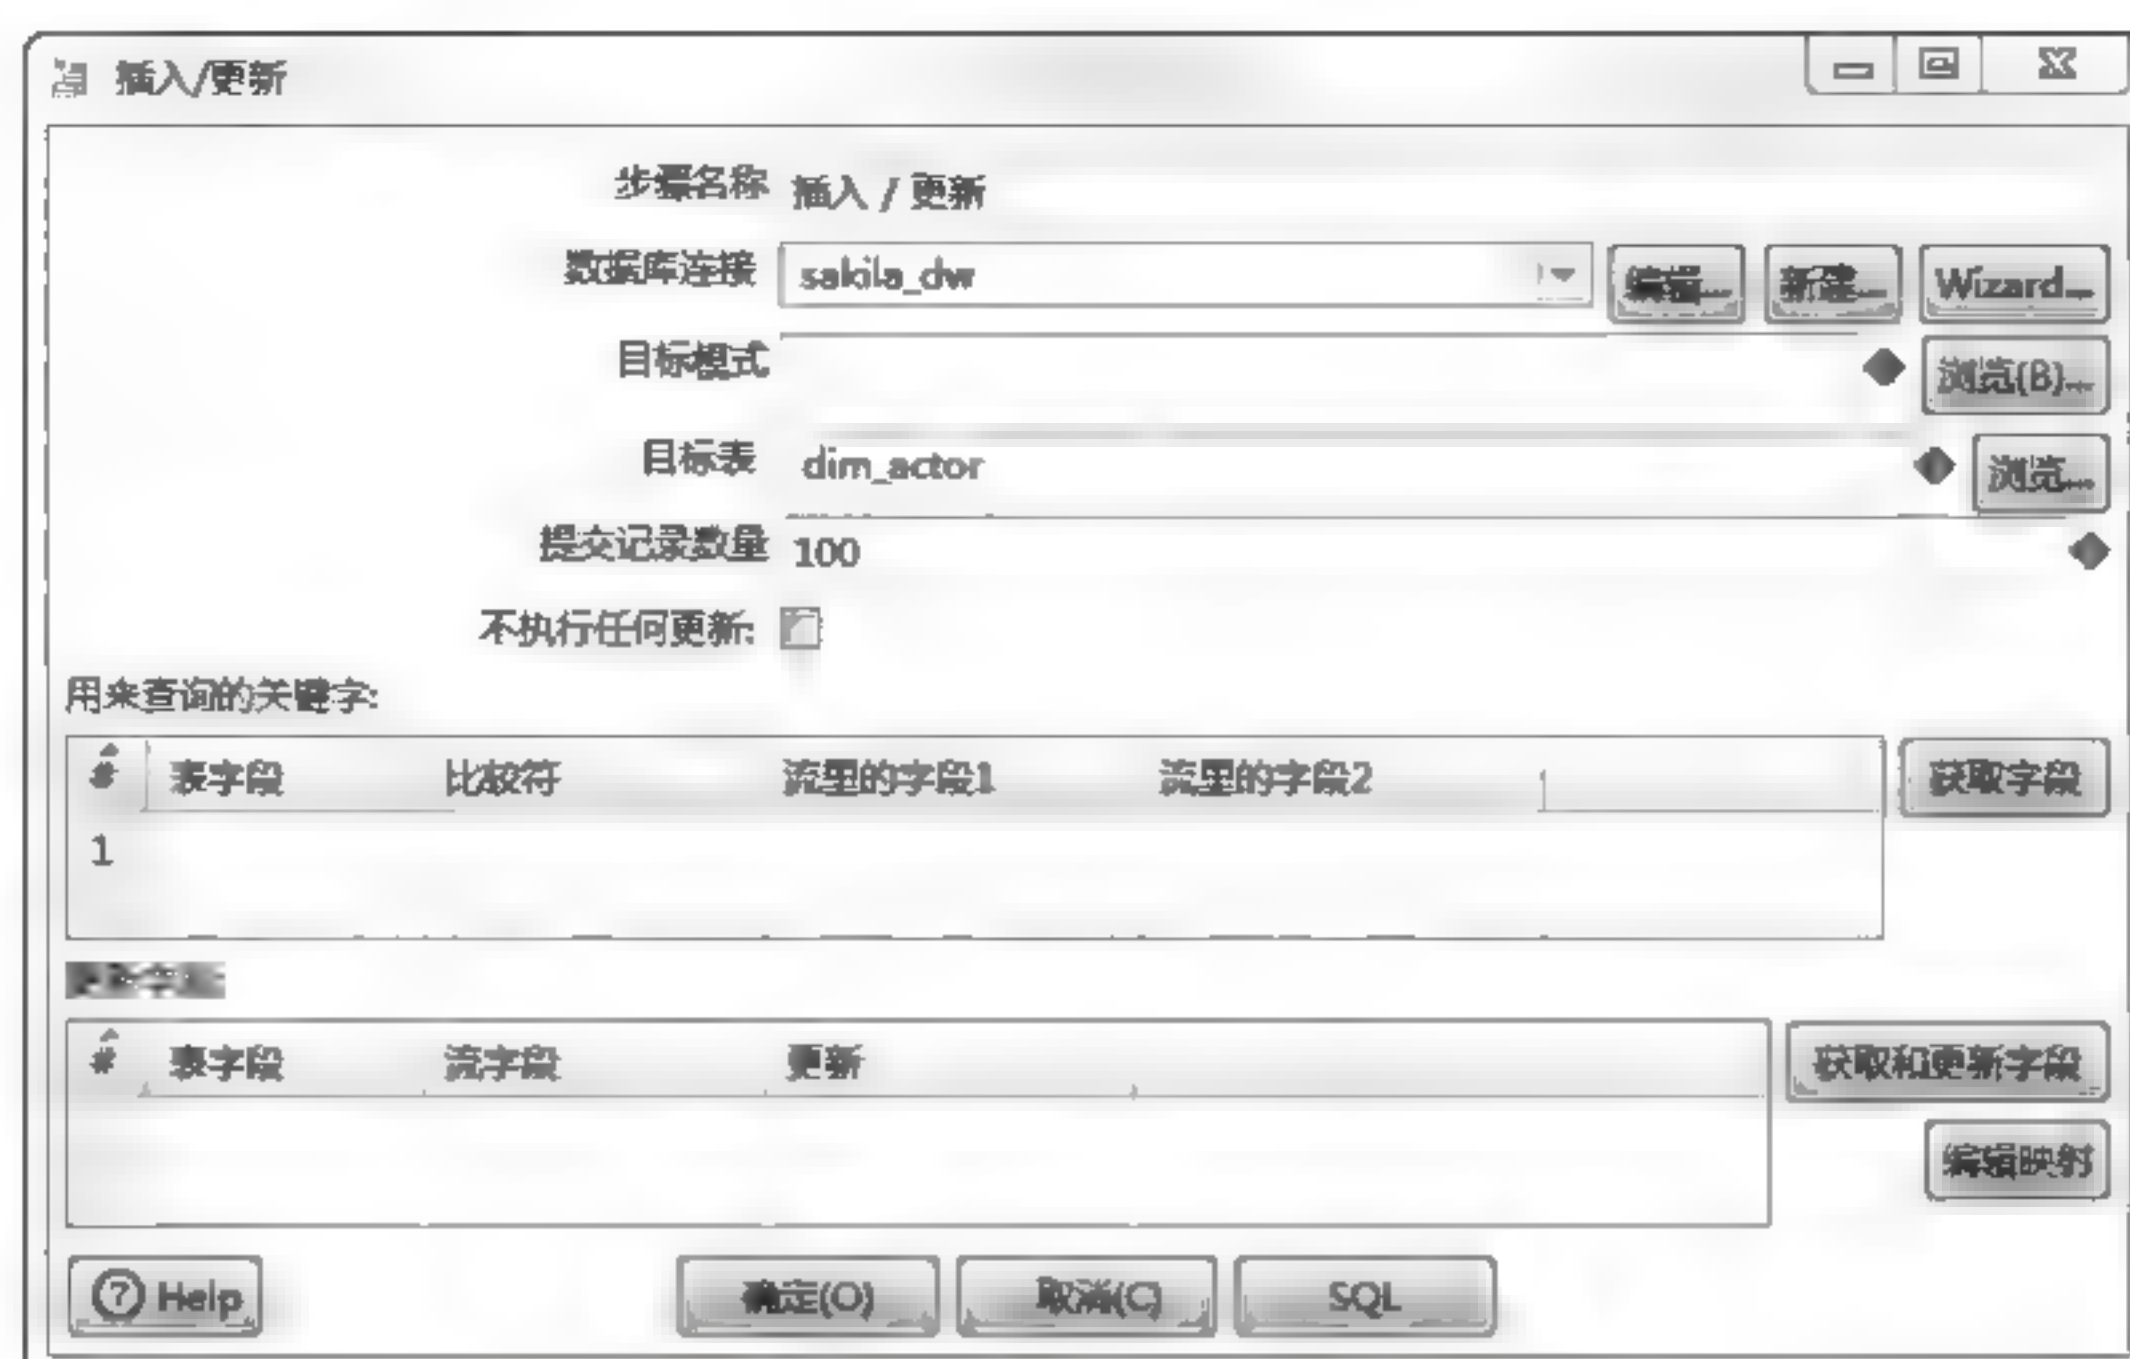 插入/更新
步骤名称 插入 / 更新
数据库连接 sakila_dw 编辑... 新建... Wizard...
目标模式 浏览(B)...
目标表 dim_actor 浏览...
提交记录数量 100
不执行任何更新:
用来查询的关键字:
# 表字段 比较符 流里的字段1 流里的字段2 获取字段
1
# 表字段 流字段 更新 获取和更新字段
编辑映射
Help 确定(O) 取消(C) SQL